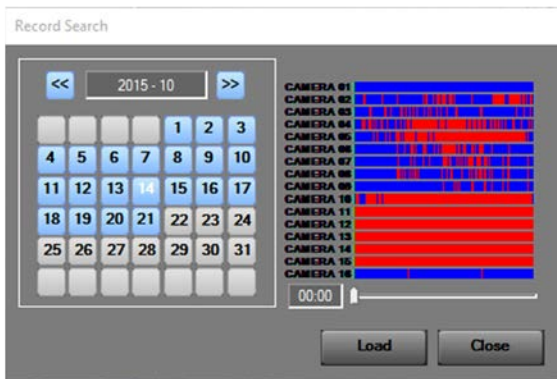 Record Search
<< 2015 - 10 >>
1 2 3
4 5 6 7 8 9 10
11 12 13 14 15 16 17
18 19 20 21 22 23 24
25 26 27 28 29 30 31
CAMERA 01
CAMERA 02
CAMERA 03
CAMERA 04
CAMERA 05
CAMERA 06
CAMERA 07
CAMERA 08
CAMERA 09
CAMERA 10
CAMERA 11
CAMERA 12
CAMERA 13
CAMERA 14
CAMERA 15
CAMERA 16
00:00
Load Close